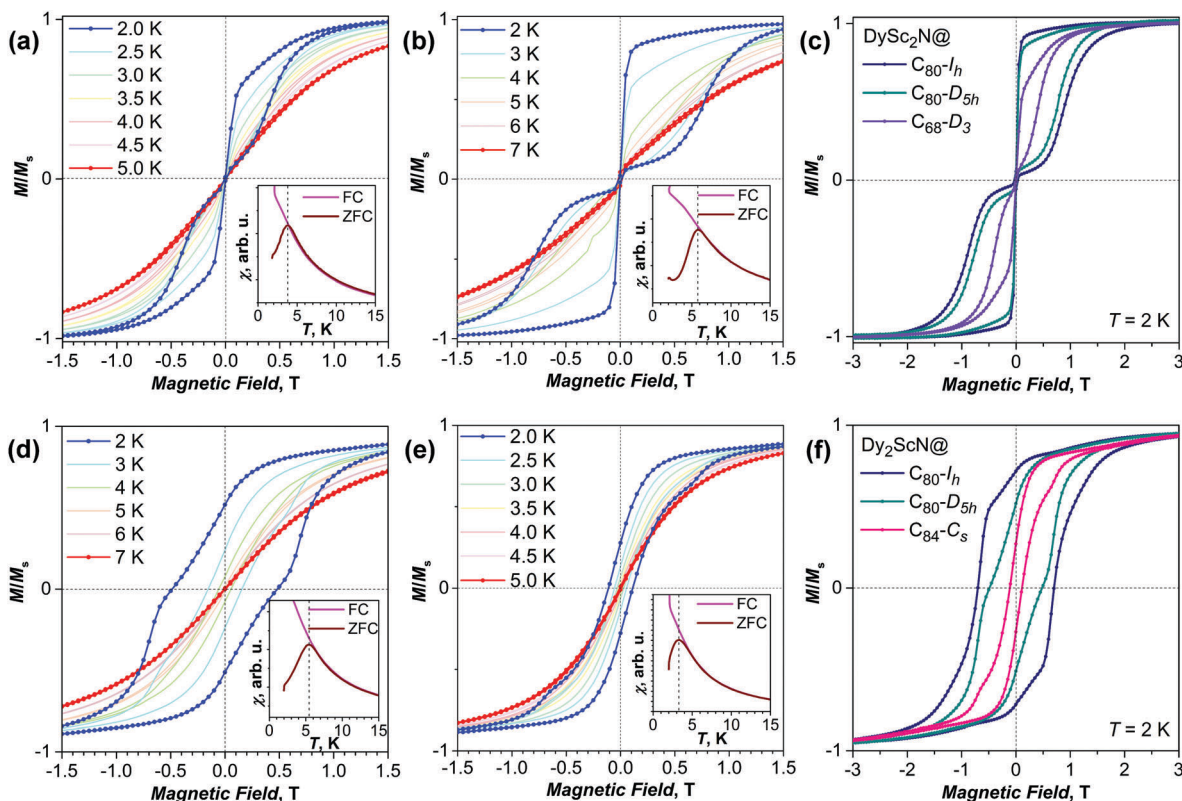 (a)
2.0 K
2.5 K
3.0 K
3.5 K
4.0 K
4.5 K
5.0 K
M/Ms
1
0
-1
-1.5 -1.0 -0.5 0.0 0.5 1.0 1.5
Magnetic Field, T
FC
ZFC
χ, arb. u.
0 5 10 15
T, K
(b)
2 K
3 K
4 K
5 K
6 K
7 K
M/Ms
1
0
-1
-1.5 -1.0 -0.5 0.0 0.5 1.0 1.5
Magnetic Field, T
FC
ZFC
χ, arb. u.
0 5 10 15
T, K
(c)
DySc2N@
C80-Ih
C80-D5h
C68-D3
T = 2 K
M/Ms
1
0
-1
-3 -2 -1 0 1 2 3
Magnetic Field, T
(d)
2 K
3 K
4 K
5 K
6 K
7 K
M/Ms
1
0
-1
-1.5 -1.0 -0.5 0.0 0.5 1.0 1.5
Magnetic Field, T
FC
ZFC
χ, arb. u.
0 5 10 15
T, K
(e)
2.0 K
2.5 K
3.0 K
3.5 K
4.0 K
4.5 K
5.0 K
M/Ms
1
0
-1
-1.5 -1.0 -0.5 0.0 0.5 1.0 1.5
Magnetic Field, T
FC
ZFC
χ, arb. u.
0 5 10 15
T, K
(f)
Dy2ScN@
C80-Ih
C80-D5h
C84-Cs
T = 2 K
M/Ms
1
0
-1
-3 -2 -1 0 1 2 3
Magnetic Field, T